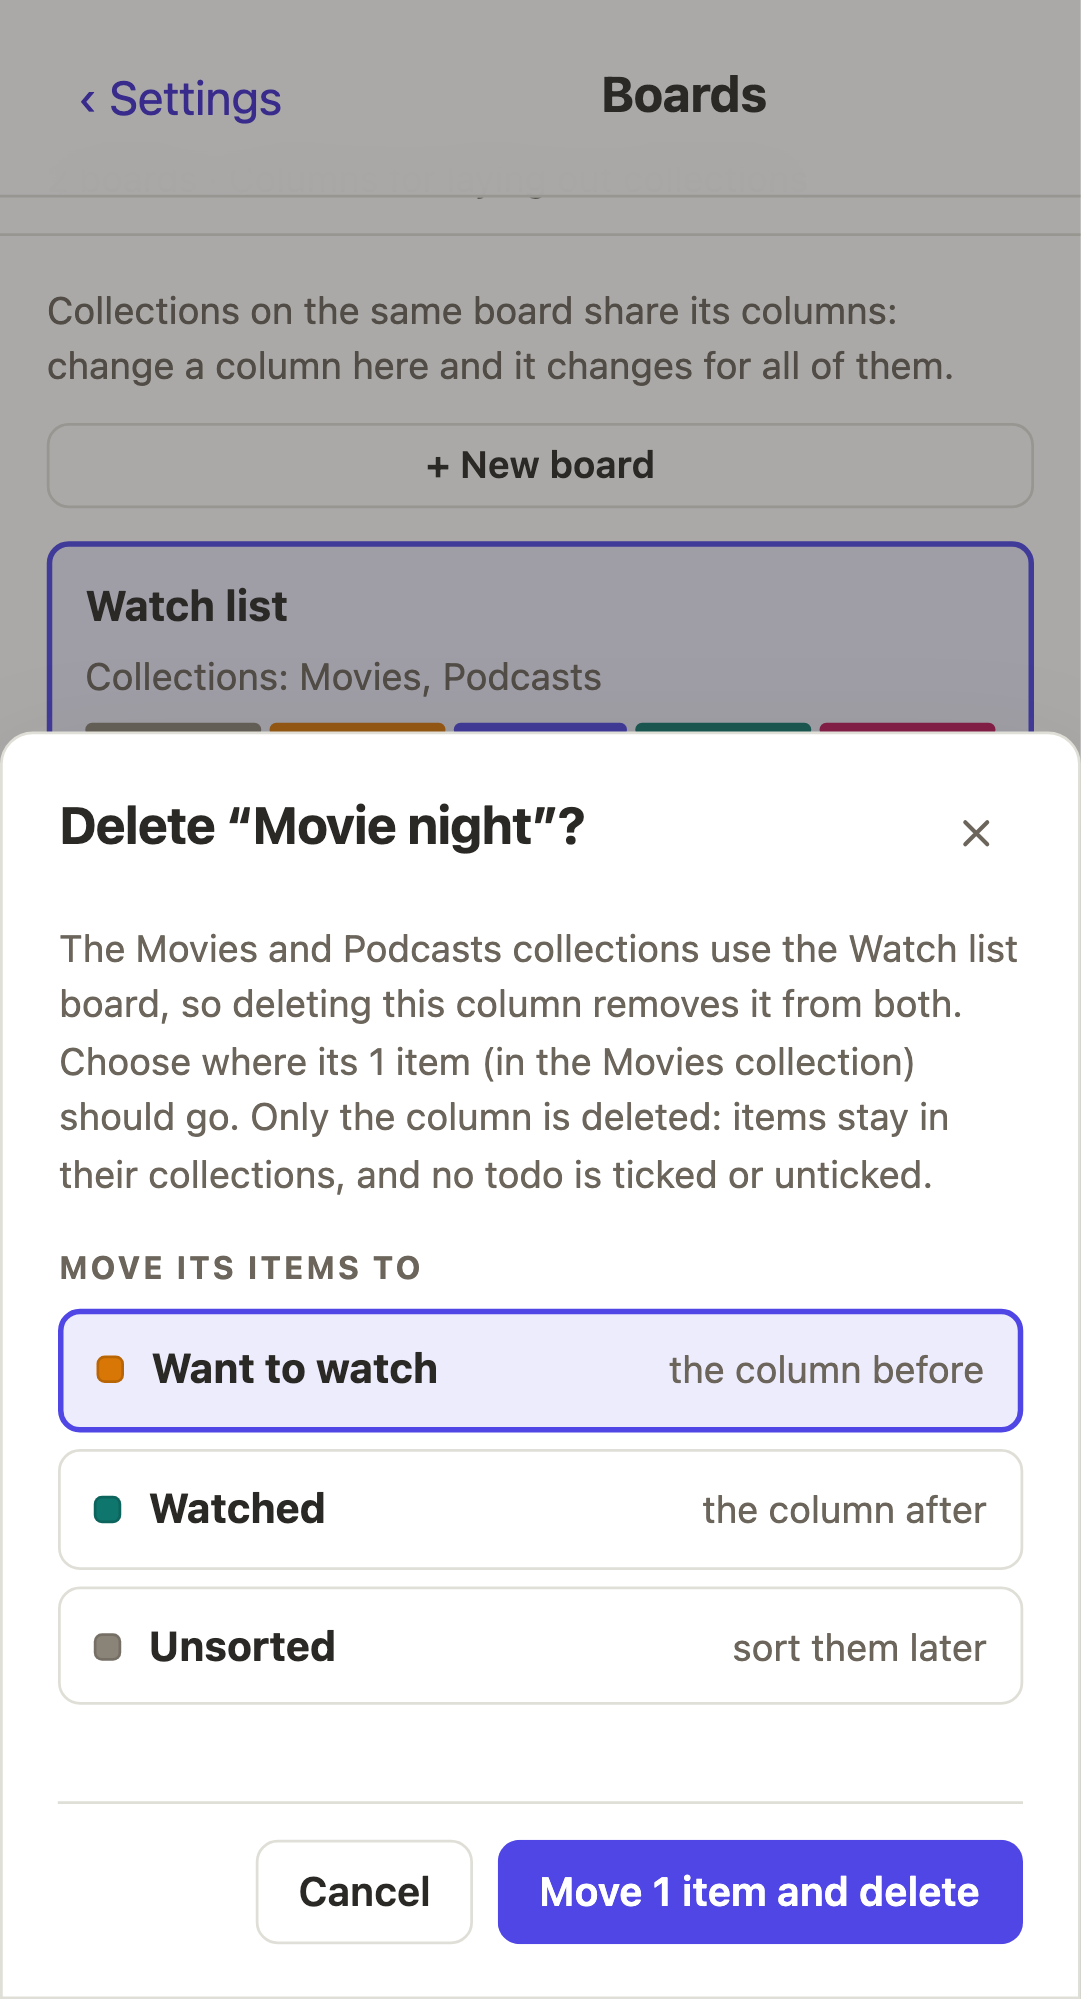 ‹ Settings
Boards
Collections on the same board share its columns:
change a column here and it changes for all of them.
+ New board
Watch list
Collections: Movies, Podcasts
Delete “Movie night”?
The Movies and Podcasts collections use the Watch list
board, so deleting this column removes it from both.
Choose where its 1 item (in the Movies collection)
should go. Only the column is deleted: items stay in
their collections, and no todo is ticked or unticked.
MOVE ITS ITEMS TO
Want to watch the column before
Watched the column after
Unsorted sort them later
Cancel Move 1 item and delete